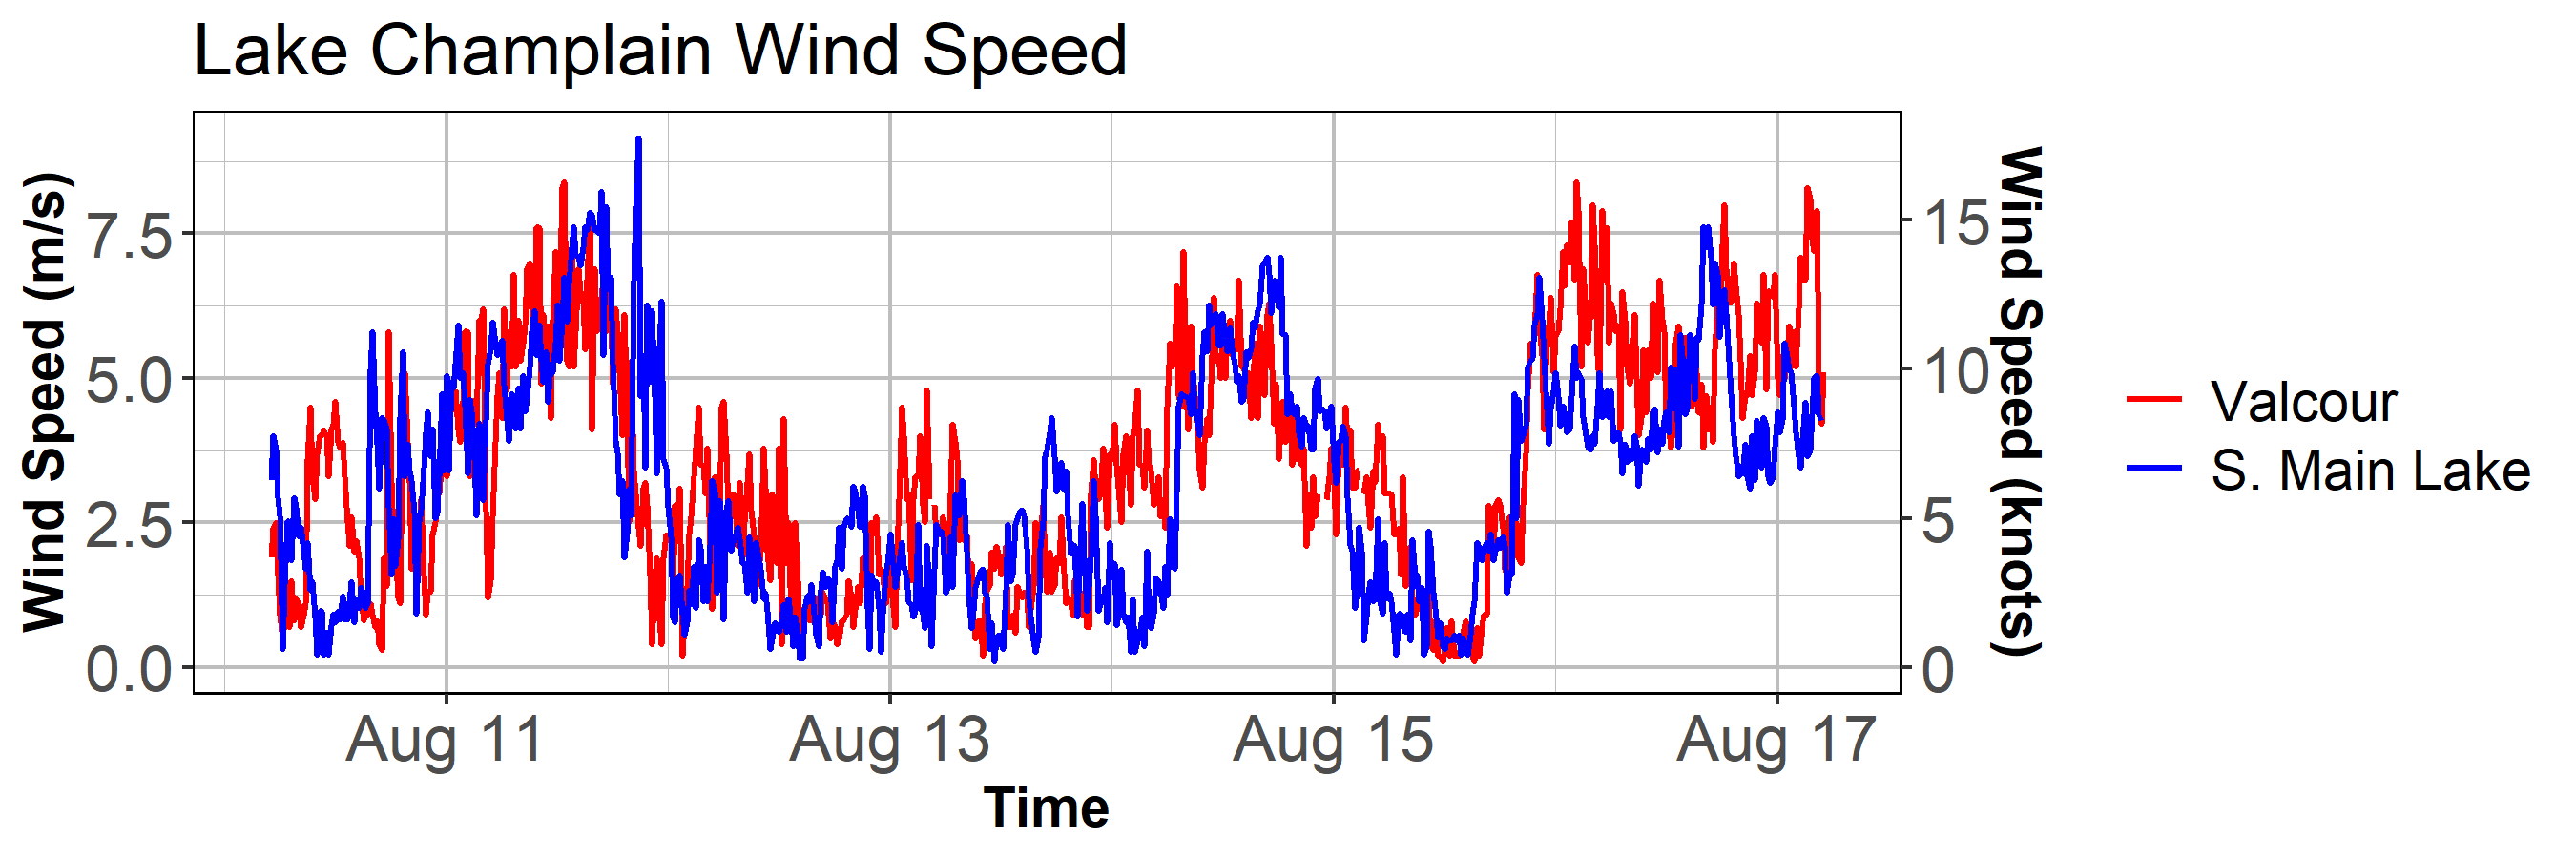 Lake Champlain Wind Speed
Wind Speed (m/s)
7.5
5.0
2.5
0.0
15
10
5
0
Wind Speed (knots)
Aug 11
Aug 13
Aug 15
Aug 17
Time
Valcour
S. Main Lake